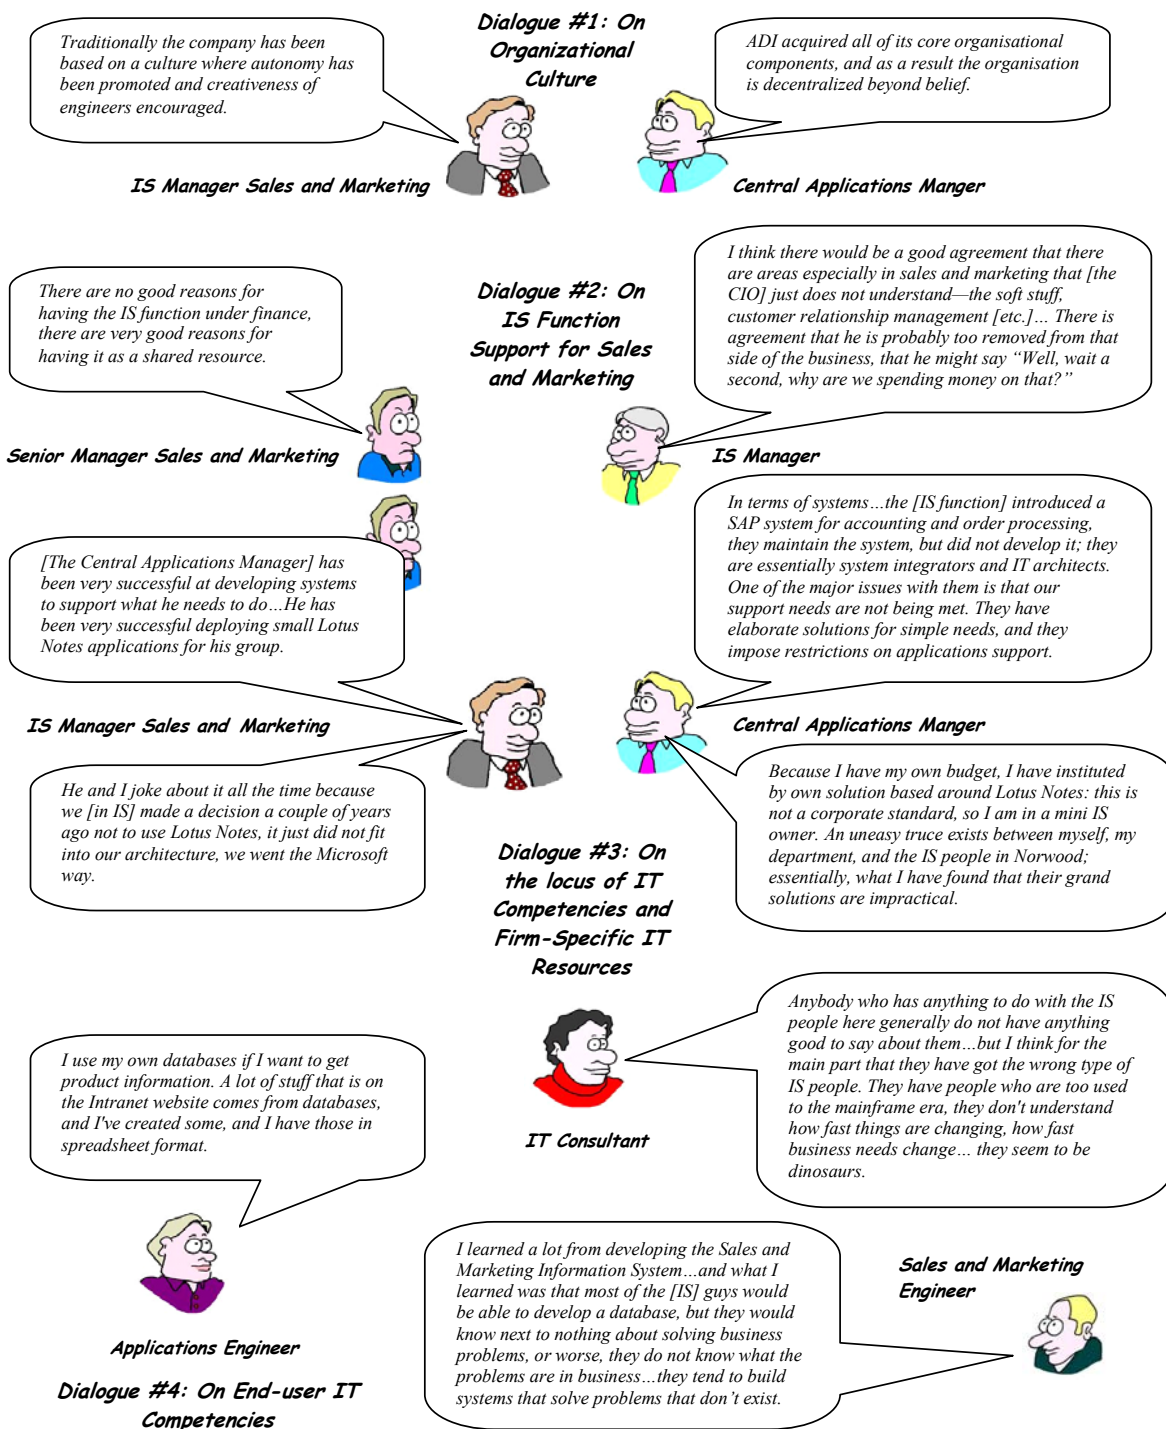 Dialogue #1: On
Organizational
Culture
Traditionally the company has been
based on a culture where autonomy has
been promoted and creativeness of
engineers encouraged.
ADI acquired all of its core organisational
components, and as a result the organisation
is decentralized beyond belief.
IS Manager Sales and Marketing
Central Applications Manger
Dialogue #2: On
IS Function
Support for Sales
and Marketing
There are no good reasons for
having the IS function under finance,
there are very good reasons for
having it as a shared resource.
I think there would be a good agreement that there
are areas especially in sales and marketing that [the
CIO] just does not understand—the soft stuff,
customer relationship management [etc.]… There is
agreement that he is probably too removed from that
side of the business, that he might say “Well, wait a
second, why are we spending money on that?”
Senior Manager Sales and Marketing
IS Manager
[The Central Applications Manager] has
been very successful at developing systems
to support what he needs to do…He has
been very successful deploying small Lotus
Notes applications for his group.
In terms of systems…the [IS function] introduced a
SAP system for accounting and order processing,
they maintain the system, but did not develop it; they
are essentially system integrators and IT architects.
One of the major issues with them is that our
support needs are not being met. They have
elaborate solutions for simple needs, and they
impose restrictions on applications support.
IS Manager Sales and Marketing
Central Applications Manger
He and I joke about it all the time because
we [in IS] made a decision a couple of years
ago not to use Lotus Notes, it just did not fit
into our architecture, we went the Microsoft
way.
Because I have my own budget, I have instituted
by own solution based around Lotus Notes: this is
not a corporate standard, so I am in a mini IS
owner. An uneasy truce exists between myself, my
department, and the IS people in Norwood;
essentially, what I have found that their grand
solutions are impractical.
Dialogue #3: On
the locus of IT
Competencies and
Firm-Specific IT
Resources
Anybody who has anything to do with the IS
people here generally do not have anything
good to say about them…but I think for the
main part that they have got the wrong type of
IS people. They have people who are too used
to the mainframe era, they don't understand
how fast things are changing, how fast
business needs change… they seem to be
dinosaurs.
IT Consultant
I use my own databases if I want to get
product information. A lot of stuff that is on
the Intranet website comes from databases,
and I've created some, and I have those in
spreadsheet format.
Applications Engineer
I learned a lot from developing the Sales and
Marketing Information System…and what I
learned was that most of the [IS] guys would
be able to develop a database, but they would
know next to nothing about solving business
problems, or worse, they do not know what the
problems are in business…they tend to build
systems that solve problems that don’t exist.
Sales and Marketing
Engineer
Dialogue #4: On End-user IT
Competencies